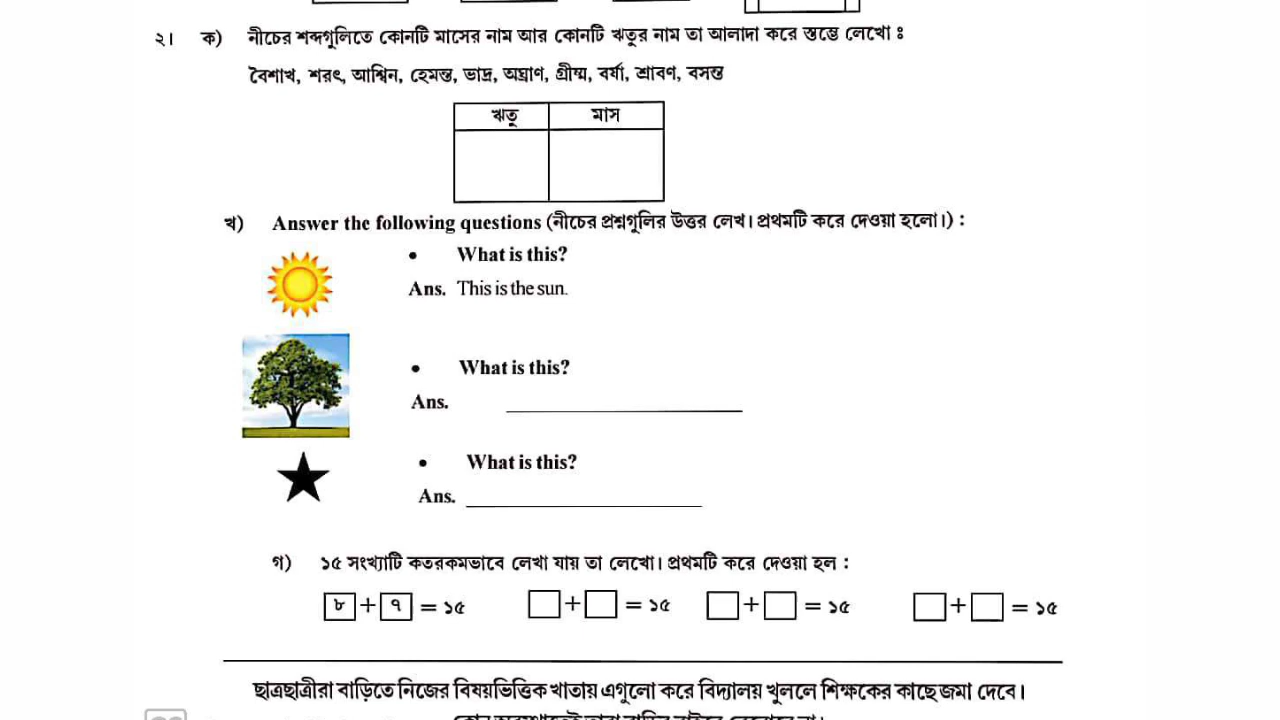 ২। ক) নীচের শব্দগুলিতে কোনটি মাসের নাম আর কোনটি ঋতুর নাম তা আলাদা করে স্তম্ভে লেখো ঃ
বৈশাখ, শরৎ, আশ্বিন, হেমন্ত, ভাদ্র, অঘ্রাণ, গ্রীষ্ম, বর্ষা, শ্রাবণ, বসন্ত
ঋতু মাস
খ) Answer the following questions (নীচের প্রশ্নগুলির উত্তর লেখ। প্রথমটি করে দেওয়া হলো।) :
• What is this?
Ans. This is the sun.
• What is this?
Ans.
• What is this?
Ans.
গ) ১৫ সংখ্যাটি কতরকমভাবে লেখা যায় তা লেখো। প্রথমটি করে দেওয়া হল :
৮ + ৭ = ১৫ + = ১৫ + = ১৫ + = ১৫
ছাত্রছাত্রীরা বাড়িতে নিজের বিষয়ভিত্তিক খাতায় এগুলো করে বিদ্যালয় খুললে শিক্ষকের কাছে জমা দেবে।